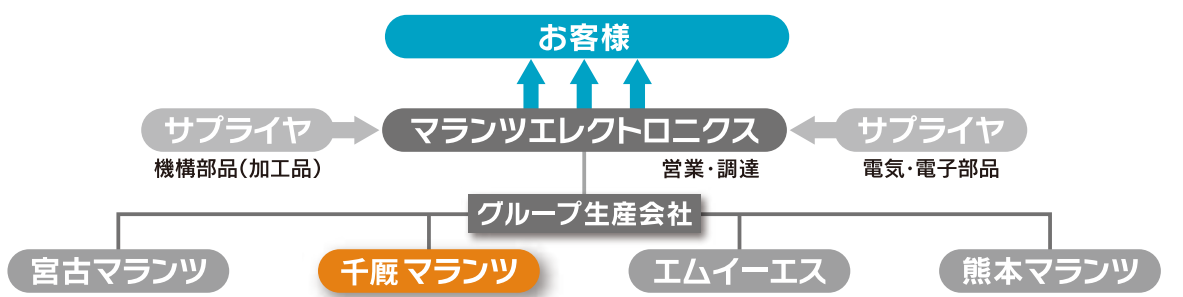 お客様
サプライヤ
マランツエレクトロニクス
サプライヤ
機構部品(加工品)
営業・調達
電気・電子部品
グループ生産会社
宮古マランツ
千厩マランツ
エムイーエス
熊本マランツ